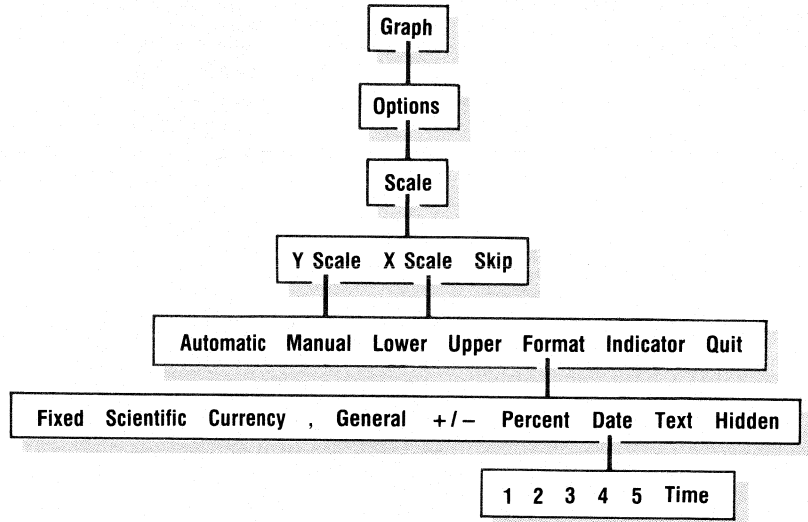 Graph
Options
Scale
Y Scale X Scale Skip
Automatic Manual Lower Upper Format Indicator Quit
Fixed Scientific Currency , General +/− Percent Date Text Hidden
1 2 3 4 5 Time